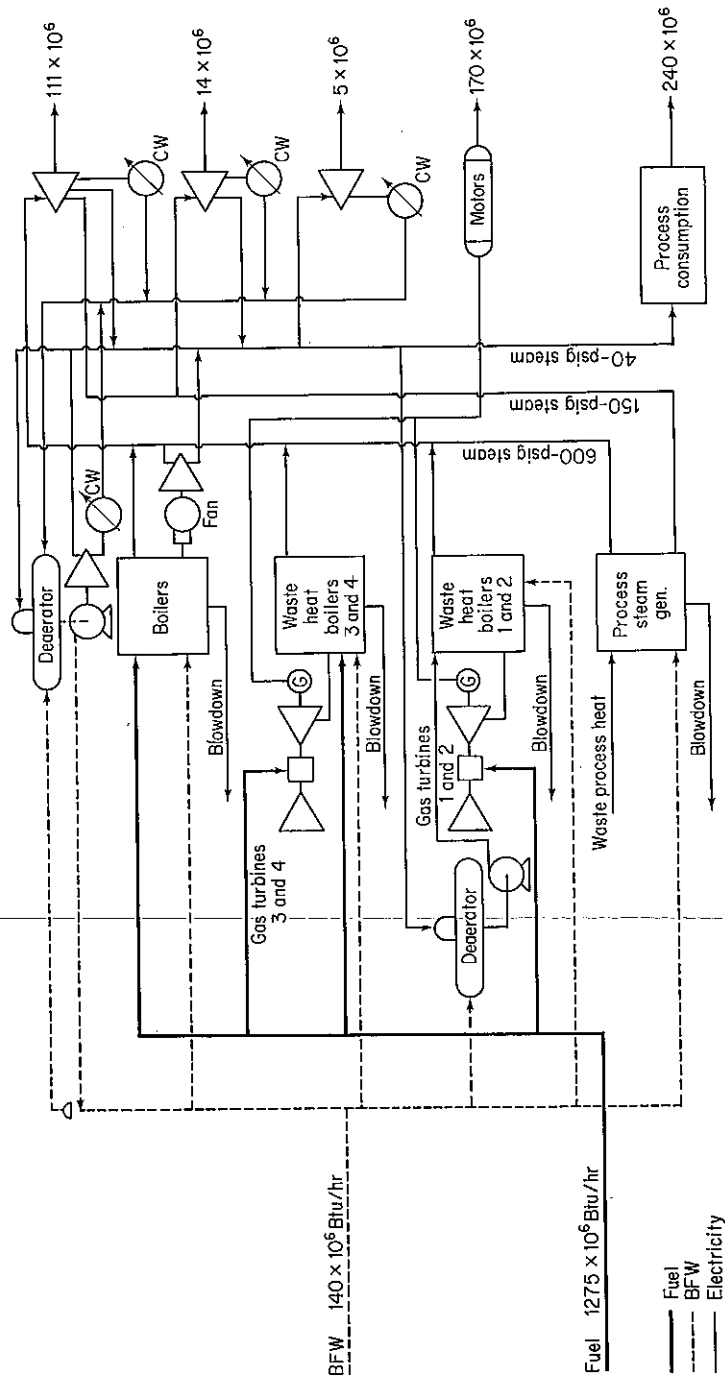 111 × 10⁶
14 × 10⁶
5 × 10⁶
170 × 10⁶
240 × 10⁶
CW
CW
CW
CW
Motors
Process
consumption
40-psig steam
150-psig steam
600-psig steam
Deaerator
Fan
Boilers
Blowdown
Waste
heat
boilers
3 and 4
G
Blowdown
Gas turbines
3 and 4
Waste
heat
boilers
1 and 2
G
Blowdown
Gas turbines
1 and 2
Deaerator
Process
steam
gen.
Waste process heat
Blowdown
BFW 140 × 10⁶ Btu/hr
Fuel 1275 × 10⁶ Btu/hr
Fuel
BFW
Electricity